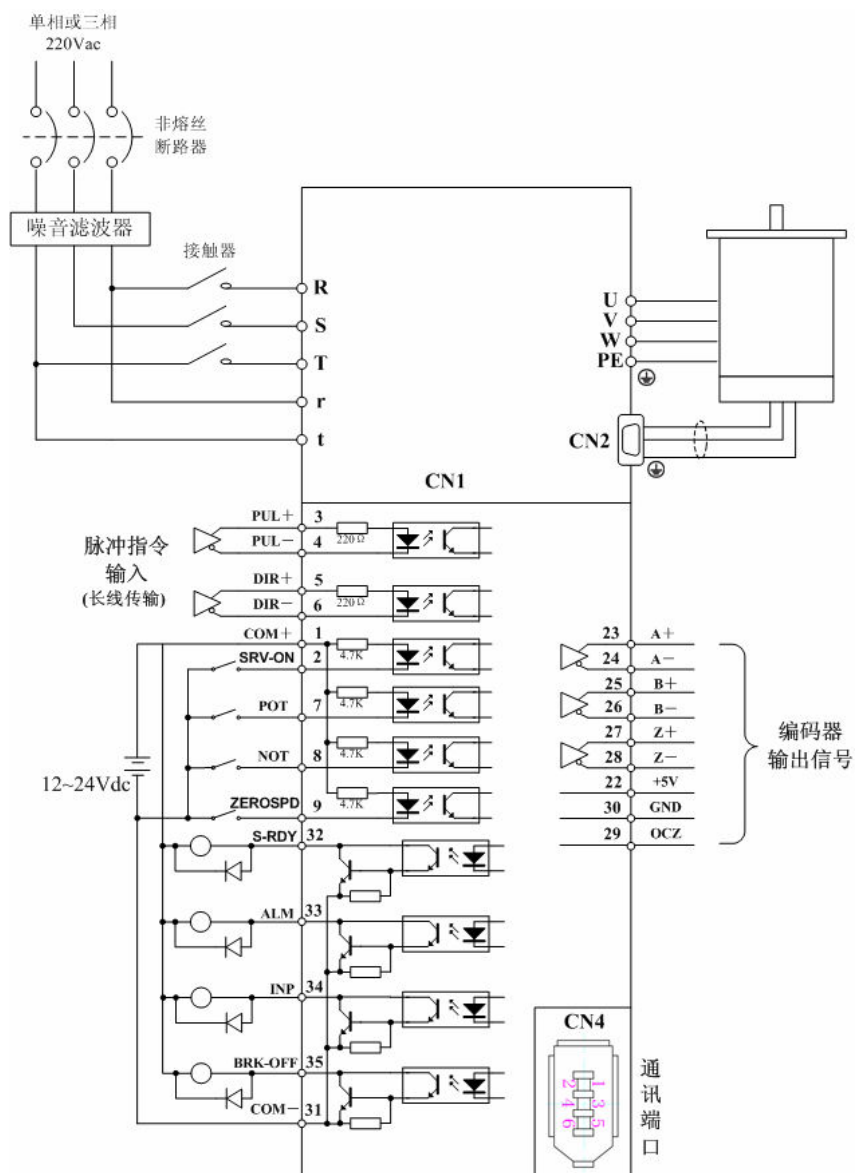 单相或三相
220Vac
非熔丝
断路器
噪音滤波器
接触器
R
S
T
r
t
U
V
W
PE
CN2
CN1
脉冲指令
输入
(长线传输)
PUL+ 3
PUL- 4
220Ω
DIR+ 5
DIR- 6
220Ω
COM+ 1
4.7K
SRV-ON 2
POT 7
4.7K
NOT 8
4.7K
ZEROSPD 9
4.7K
12~24Vdc
S-RDY 32
ALM 33
INP 34
BRK-OFF 35
COM- 31
23 A+
24 A-
25 B+
26 B-
27 Z+
28 Z-
22 +5V
30 GND
29 OCZ
编码器
输出信号
CN4
1
2
3
4
5
6
通讯端口